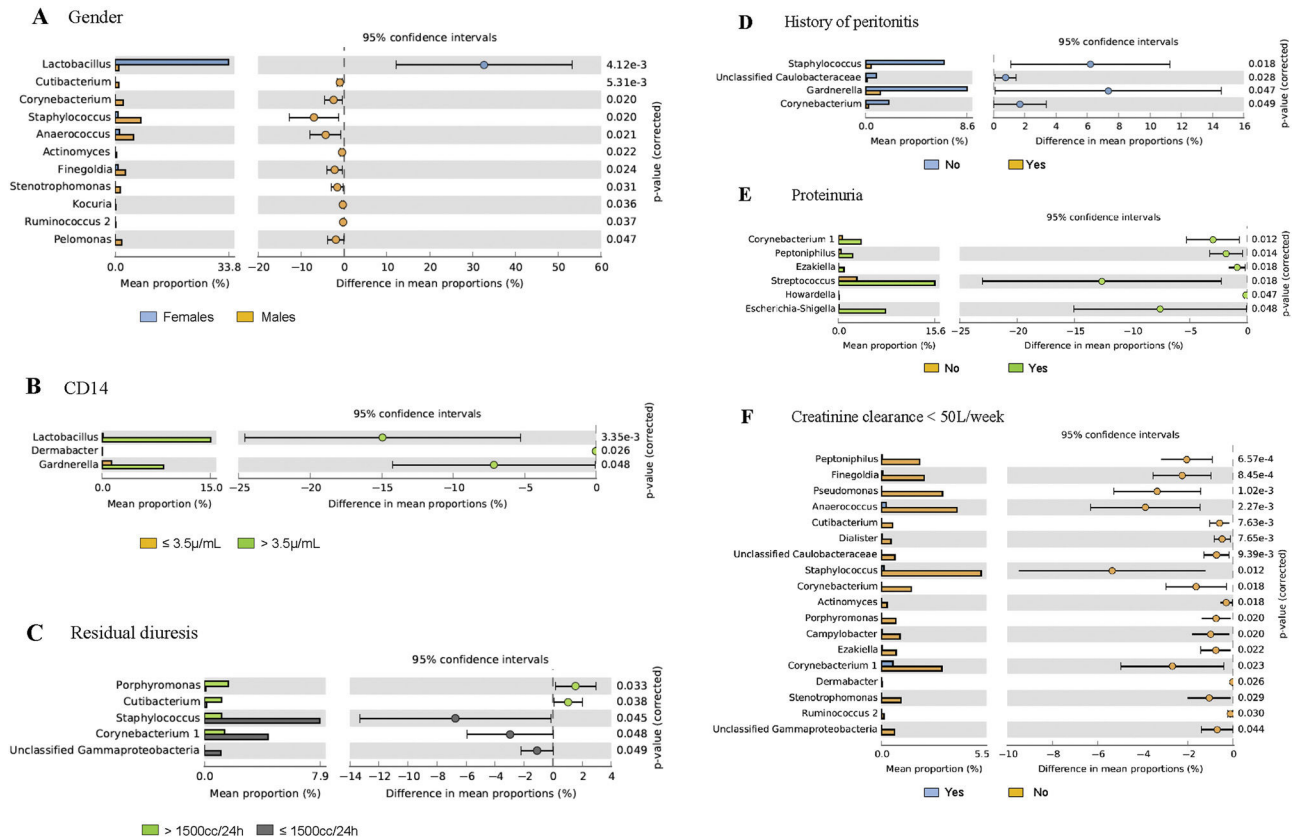 A Gender
95% confidence intervals
Lactobacillus 4.12e-3
Cutibacterium 5.31e-3
Corynebacterium 0.020
Staphylococcus 0.020
Anaerococcus 0.021
Actinomyces 0.022
Finegoldia 0.024
Stenotrophomonas 0.031
Kocuria 0.036
Ruminococcus 2 0.037
Pelomonas 0.047
p-value (corrected)
0.0 33.8 −20 −10 0 10 20 30 40 50 60
Mean proportion (%) Difference in mean proportions (%)
Females Males
B CD14
95% confidence intervals
Lactobacillus 3.35e-3
Dermabacter 0.026
Gardnerella 0.048
p-value (corrected)
0.0 15.0 −25 −20 −15 −10 −5 0
Mean proportion (%) Difference in mean proportions (%)
≤ 3.5µ/mL > 3.5µ/mL
C Residual diuresis
95% confidence intervals
Porphyromonas 0.033
Cutibacterium 0.038
Staphylococcus 0.045
Corynebacterium 1 0.048
Unclassified Gammaproteobacteria 0.049
p-value (corrected)
0.0 7.9 −14 −12 −10 −8 −6 −4 −2 0 2 4
Mean proportion (%) Difference in mean proportions (%)
> 1500cc/24h ≤ 1500cc/24h
D History of peritonitis
95% confidence intervals
Staphylococcus 0.018
Unclassified Caulobacteraceae 0.028
Gardnerella 0.047
Corynebacterium 0.049
p-value (corrected)
0.0 8.6 0 2 4 6 8 10 12 14 16
Mean proportion (%) Difference in mean proportions (%)
No Yes
E Proteinuria
95% confidence intervals
Corynebacterium 1 0.012
Peptoniphilus 0.014
Ezakiella 0.018
Streptococcus 0.018
Howardella 0.047
Escherichia-Shigella 0.048
p-value (corrected)
0.0 15.6 −25 −20 −15 −10 −5 0
Mean proportion (%) Difference in mean proportions (%)
No Yes
F Creatinine clearance < 50L/week
95% confidence intervals
Peptoniphilus 6.57e-4
Finegoldia 8.45e-4
Pseudomonas 1.02e-3
Anaerococcus 2.27e-3
Cutibacterium 7.63e-3
Dialister 7.65e-3
Unclassified Caulobacteraceae 9.39e-3
Staphylococcus 0.012
Corynebacterium 0.018
Actinomyces 0.018
Porphyromonas 0.020
Campylobacter 0.020
Ezakiella 0.022
Corynebacterium 1 0.023
Dermabacter 0.026
Stenotrophomonas 0.029
Ruminococcus 2 0.030
Unclassified Gammaproteobacteria 0.044
p-value (corrected)
0.0 5.5 −10 −8 −6 −4 −2 0
Mean proportion (%) Difference in mean proportions (%)
Yes No